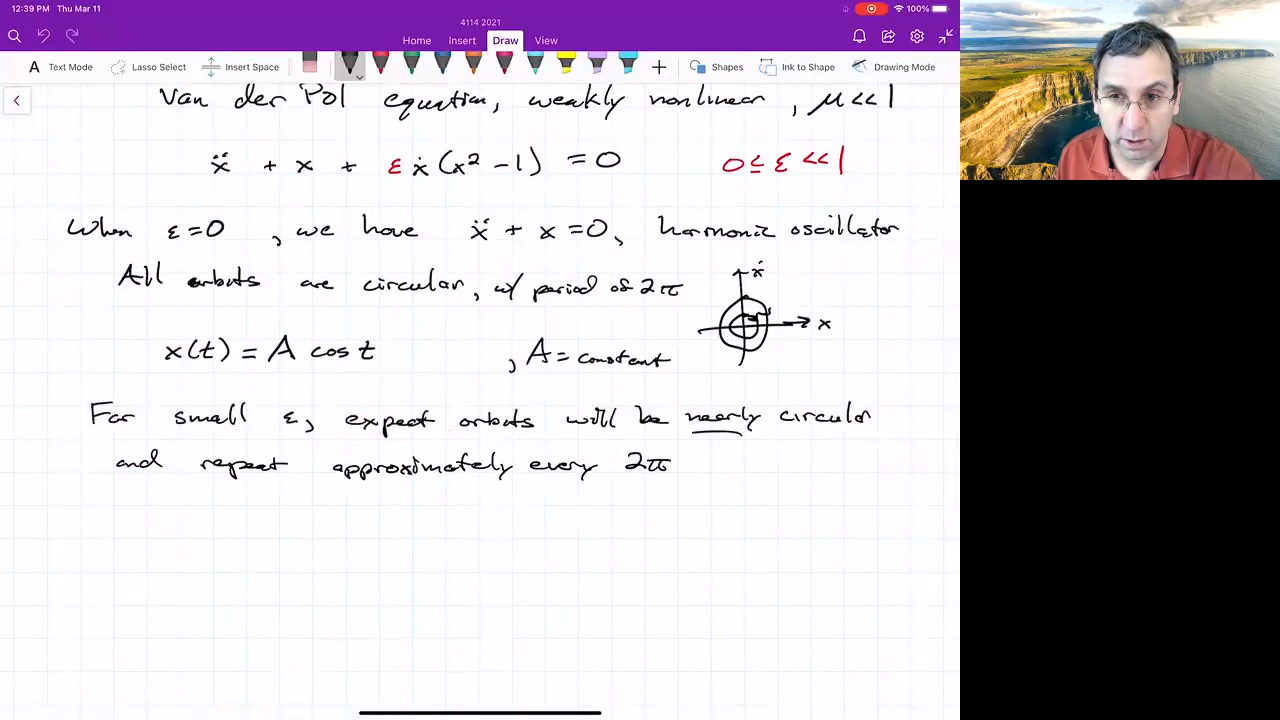 12:39 PM Thu Mar 11
100%
4114 2021
Home Insert Draw View
A Text Mode Lasso Select Insert Space Shapes Ink to Shape Drawing Mode
Van der Pol equation, weakly nonlinear, μ << 1
ẍ + x + ε ẋ (x² - 1) = 0 0 ≤ ε << 1
When ε = 0, we have ẍ + x = 0, harmonic oscillator
All orbits are circular, w/ period of 2π
ẋ
x
x(t) = A cos t, A = constant
For small ε, expect orbits will be nearly circular
and repeat approximately every 2π